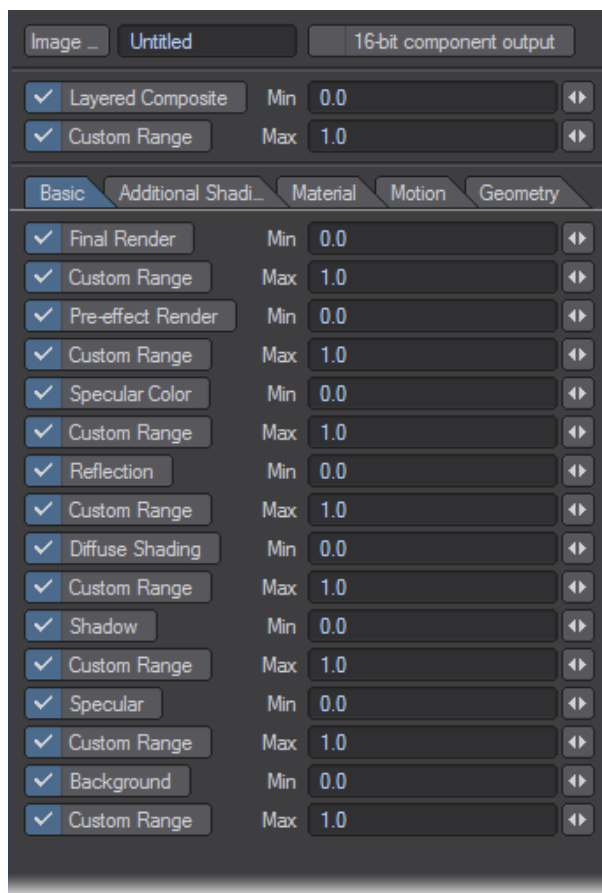 Image ... Untitled 16-bit component output
Layered Composite Min 0.0
Custom Range Max 1.0
Basic Additional Shadi... Material Motion Geometry
Final Render Min 0.0
Custom Range Max 1.0
Pre-effect Render Min 0.0
Custom Range Max 1.0
Specular Color Min 0.0
Custom Range Max 1.0
Reflection Min 0.0
Custom Range Max 1.0
Diffuse Shading Min 0.0
Custom Range Max 1.0
Shadow Min 0.0
Custom Range Max 1.0
Specular Min 0.0
Custom Range Max 1.0
Background Min 0.0
Custom Range Max 1.0